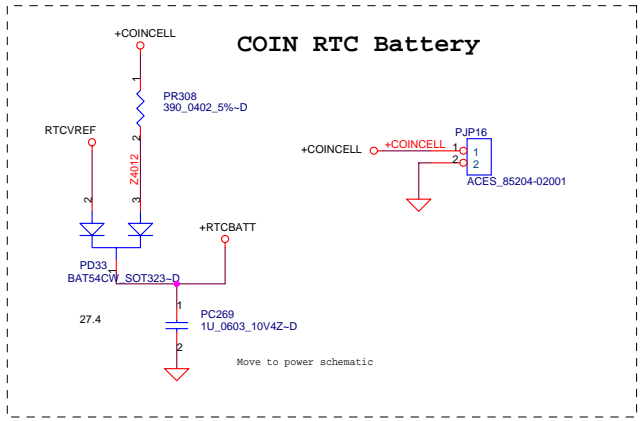 +COINCELL
COIN RTC Battery
1
PR308
390_0402_5%~D
RTCVREF
2
Z4012
PJP16
+COINCELL
+COINCELL
1
1
2
2
ACES_85204-02001
2
3
+RTCBATT
PD33
1
BAT54CW_SOT323~D
1
PC269
1U_0603_10V4Z~D
27.4
2
Move to power schematic